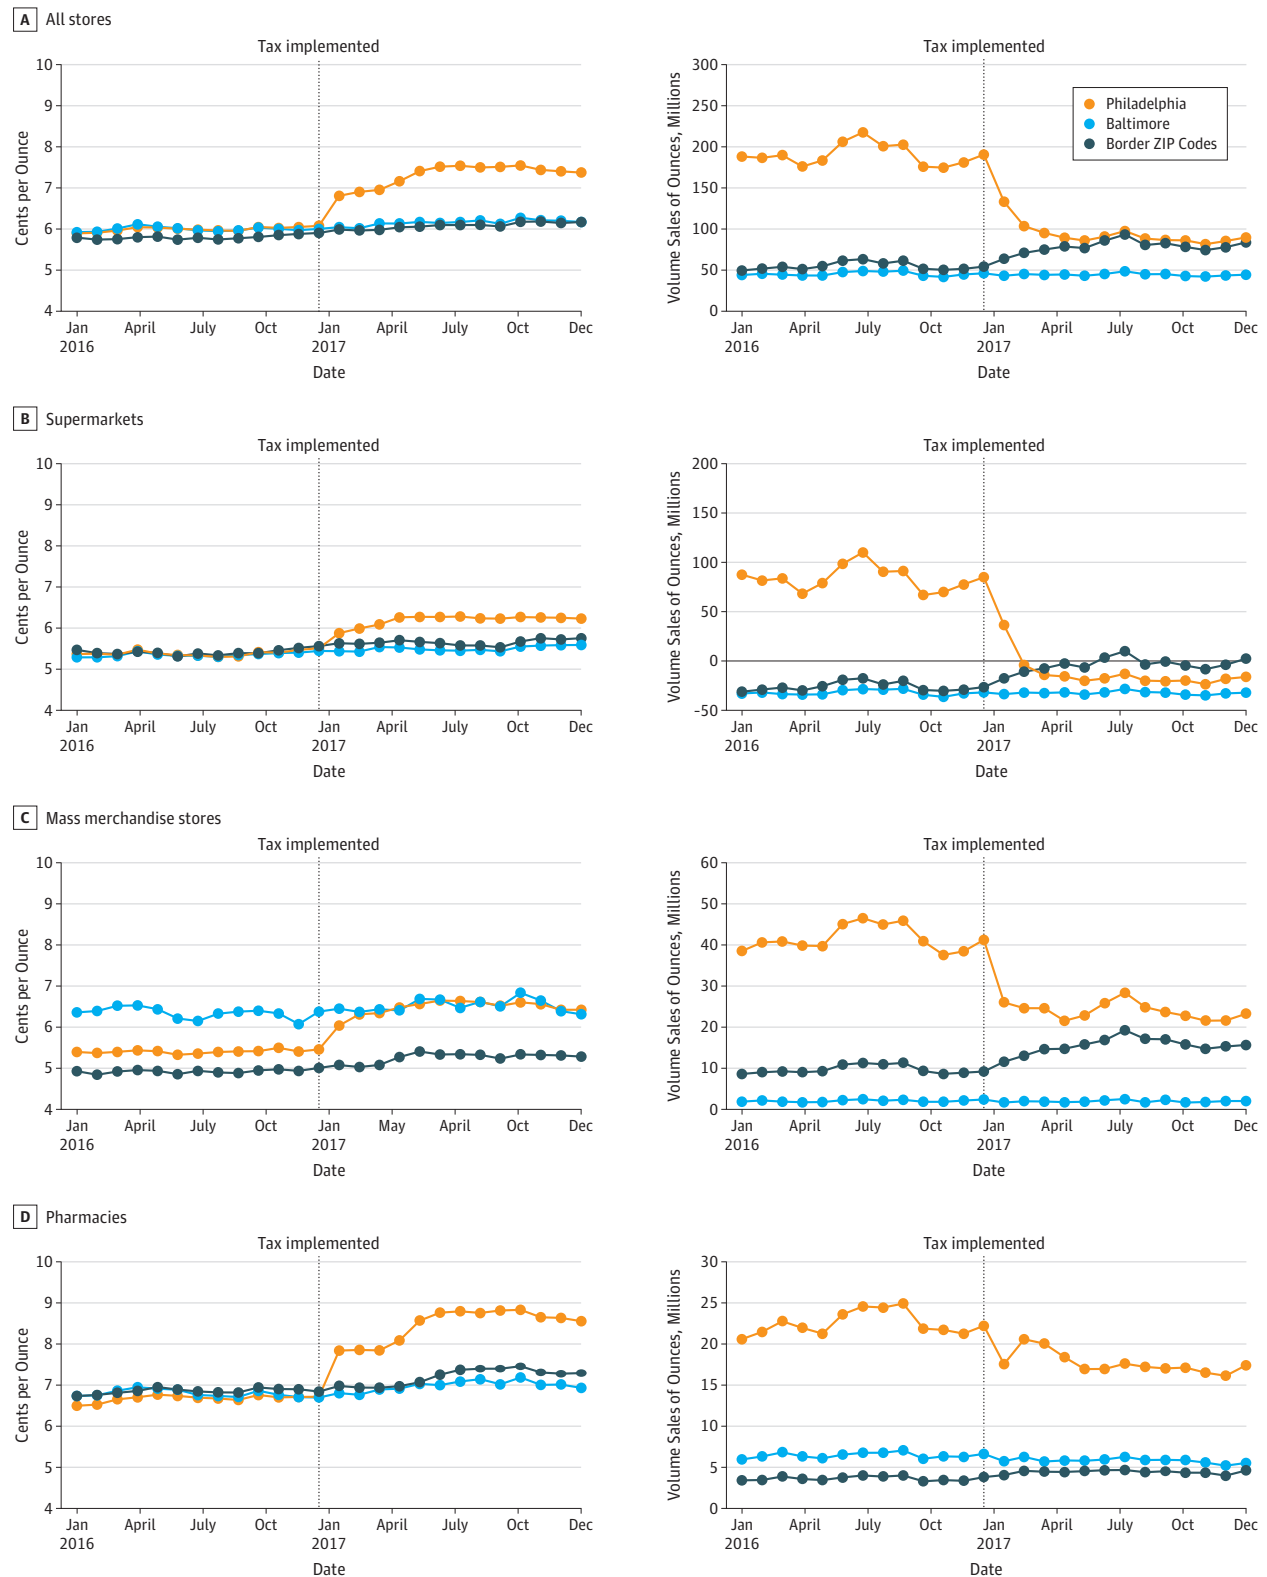 A All stores
Tax implemented
Cents per Ounce
10
9
8
7
6
5
4
Jan April July Oct Jan April July Oct Dec
2016 2017
Date
Tax implemented
Volume Sales of Ounces, Millions
300
250
200
150
100
50
0
Philadelphia
Baltimore
Border ZIP Codes
Jan April July Oct Jan April July Oct Dec
2016 2017
Date
B Supermarkets
Tax implemented
Cents per Ounce
10
9
8
7
6
5
4
Jan April July Oct Jan April July Oct Dec
2016 2017
Date
Tax implemented
Volume Sales of Ounces, Millions
200
150
100
50
0
-50
Jan April July Oct Jan April July Oct Dec
2016 2017
Date
C Mass merchandise stores
Tax implemented
Cents per Ounce
10
9
8
7
6
5
4
Jan April July Oct Jan May April Oct Dec
2016 2017
Date
Tax implemented
Volume Sales of Ounces, Millions
60
50
40
30
20
10
0
Jan April July Oct Jan April July Oct Dec
2016 2017
Date
D Pharmacies
Tax implemented
Cents per Ounce
10
9
8
7
6
5
4
Jan April July Oct Jan April July Oct Dec
2016 2017
Date
Tax implemented
Volume Sales of Ounces, Millions
30
25
20
15
10
5
0
Jan April July Oct Jan April July Oct Dec
2016 2017
Date